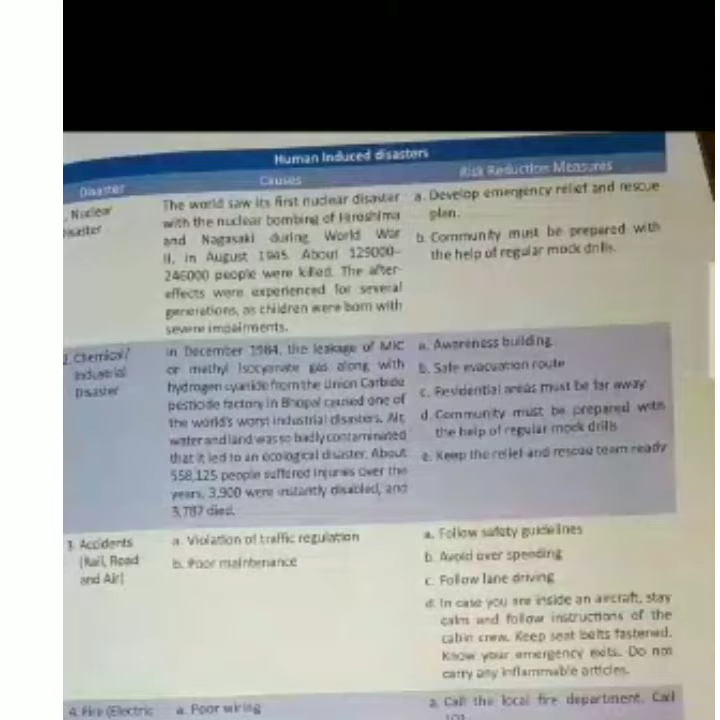 Human Induced disasters
Disaster
Causes
Risk Reduction Measures
. Nuclear
isaster
The world saw its first nuclear disaster
with the nuclear bombing of Hiroshima
and Nagasaki during World War
II, in August 1945. About 129000–
246000 people were killed. The after-
effects were experienced for several
generations, as children were born with
severe impairments.
a. Develop emergency relief and rescue
plan.
b. Community must be prepared with
the help of regular mock drills.
2. Chemical/
Industrial
Disaster
In December 1984, the leakage of MIC
or methyl isocyanate gas along with
hydrogen cyanide from the Union Carbide
pesticide factory in Bhopal caused one of
the world's worst industrial disasters. Air,
water and land was so badly contaminated
that it led to an ecological disaster. About
558,125 people suffered injuries over the
years, 3,900 were instantly disabled, and
3,787 died.
a. Awareness building
b. Safe evacuation route
c. Residential areas must be far away
d. Community must be prepared with
the help of regular mock drills
e. Keep the relief and rescue team ready
3. Accidents
(Rail, Road
and Air)
a. Violation of traffic regulation
b. Poor maintenance
a. Follow safety guidelines
b. Avoid over spending
c. Follow lane driving
d. In case you are inside an aircraft, stay
calm and follow instructions of the
cabin crew. Keep seat belts fastened.
Know your emergency exits. Do not
carry any inflammable articles.
4. Fire (Electric
a. Poor wiring
a. Call the local fire department. Call
101